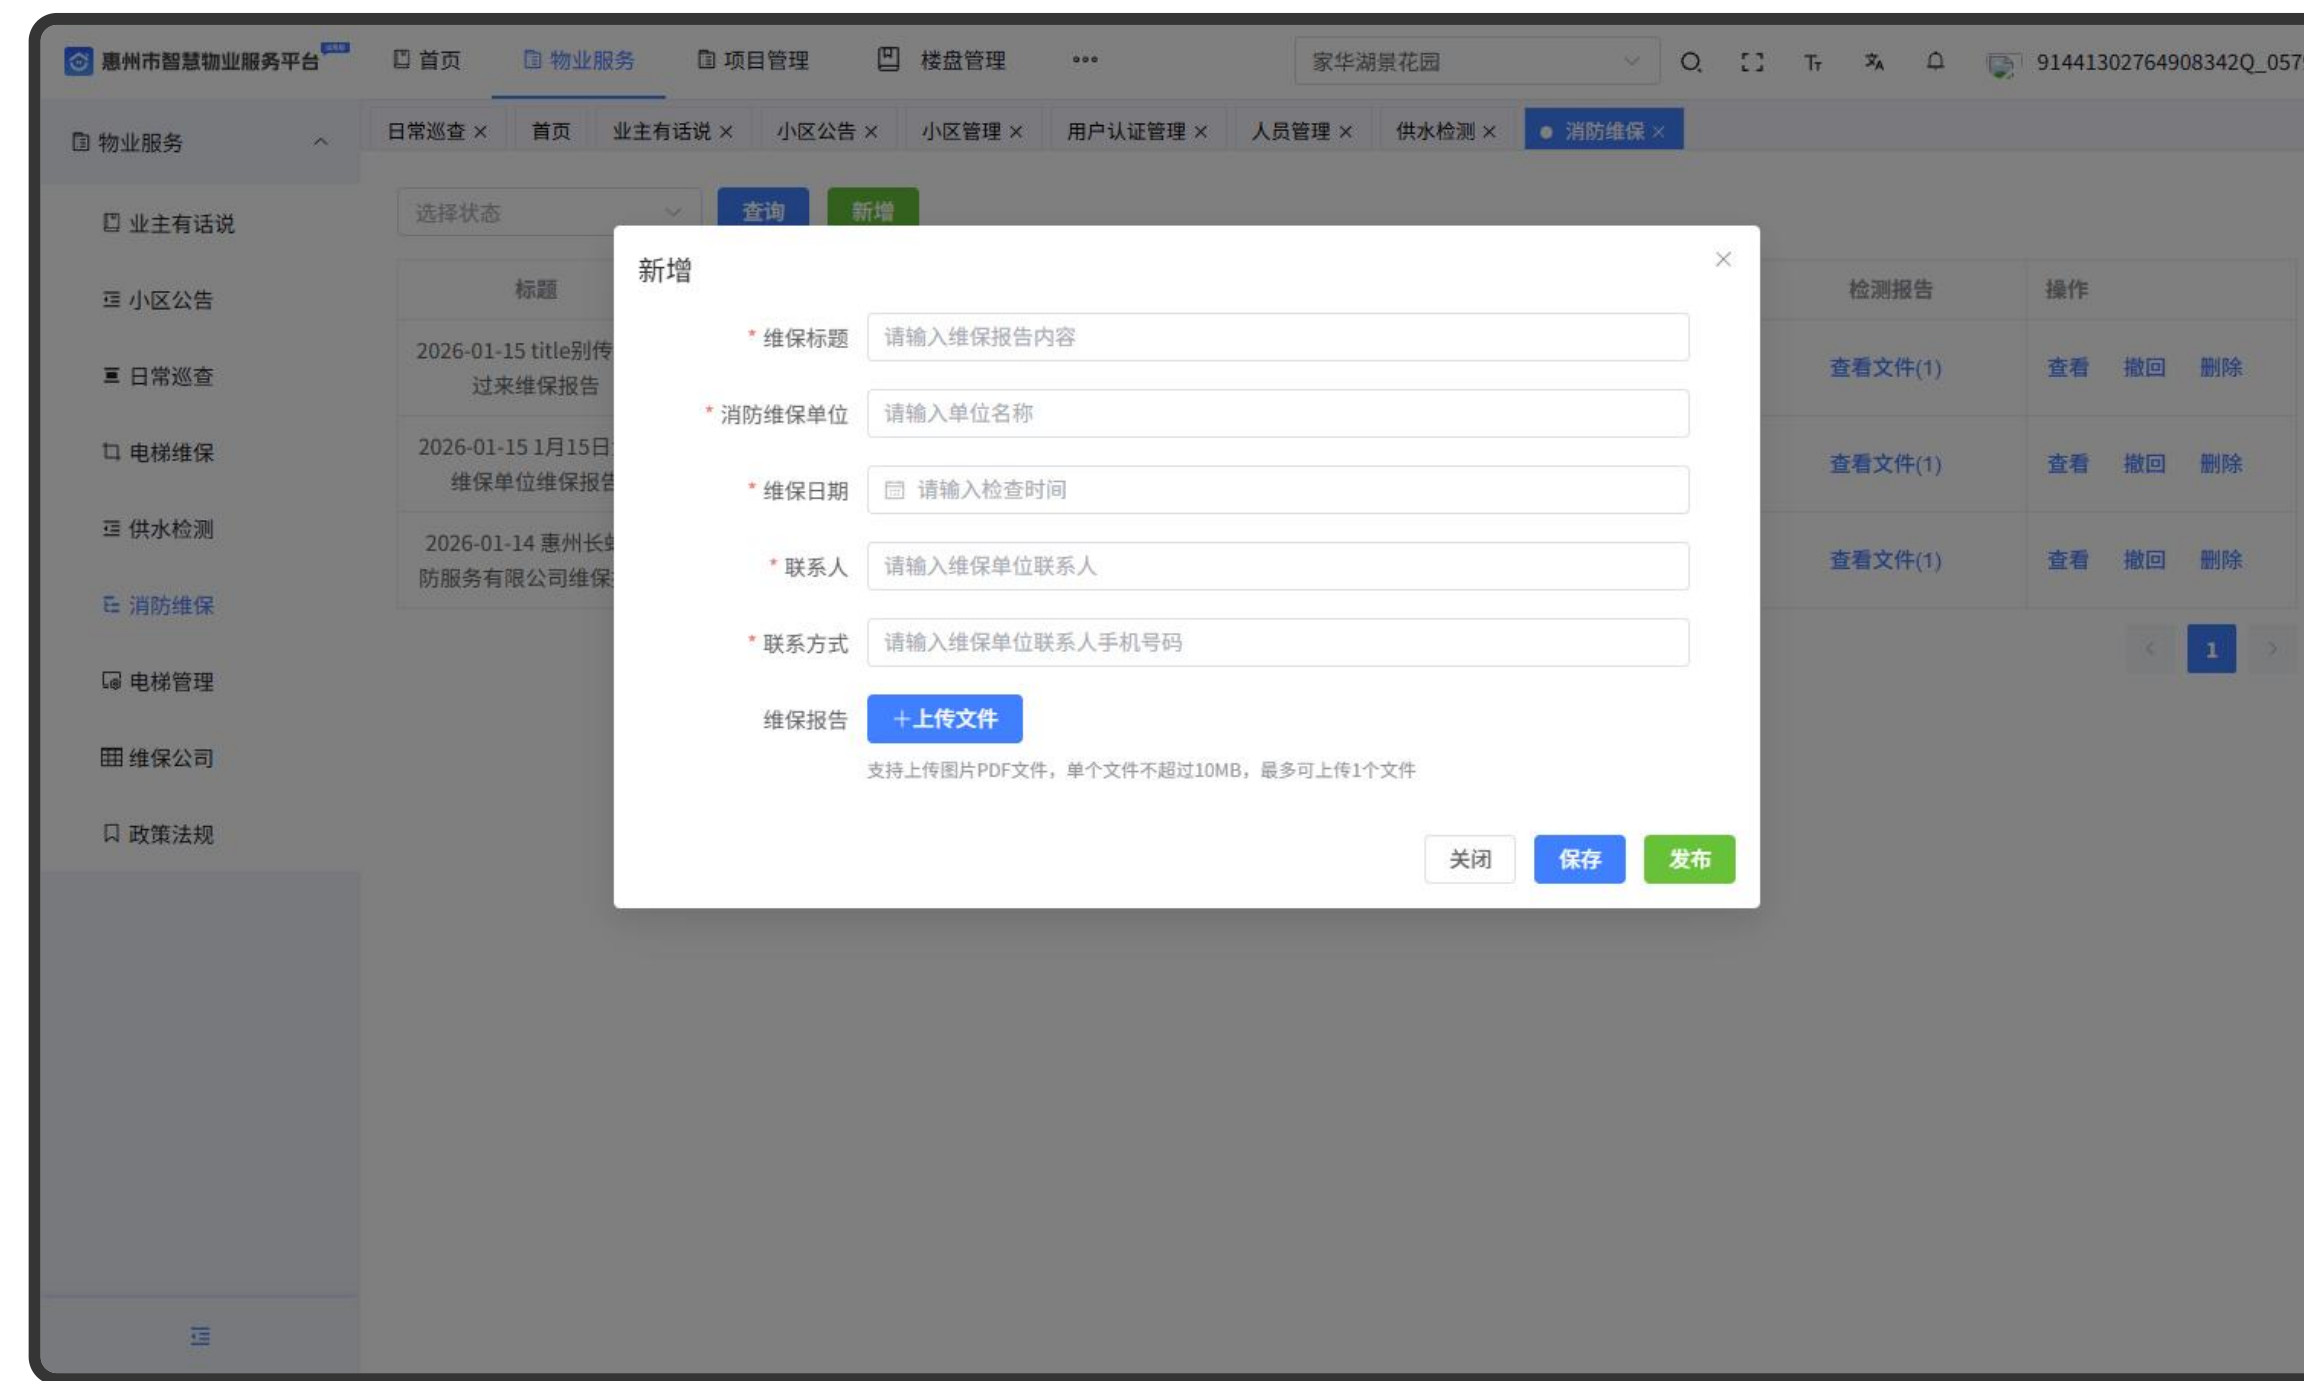 惠州市智慧物业服务平台
首页 物业服务 项目管理 楼盘管理
家华湖景花园
91441302764908342Q_057
物业服务
日常巡查 首页 业主有话说 小区公告 小区管理 用户认证管理 人员管理 供水检测 消防维保
业主有话说
小区公告
日常巡查
电梯维保
供水检测
消防维保
电梯管理
维保公司
政策法规
选择状态 查询 新增
标题 检测报告 操作
2026-01-15 title别传
过来维保报告
查看文件(1) 查看 撤回 删除
2026-01-15 1月15日
维保单位维保报告
查看文件(1) 查看 撤回 删除
2026-01-14 惠州长
防服务有限公司维保
查看文件(1) 查看 撤回 删除
1
新增
* 维保标题 请输入维保报告内容
* 消防维保单位 请输入单位名称
* 维保日期 请输入检查时间
* 联系人 请输入维保单位联系人
* 联系方式 请输入维保单位联系人手机号码
维保报告 +上传文件
支持上传图片PDF文件，单个文件不超过10MB，最多可上传1个文件
关闭 保存 发布